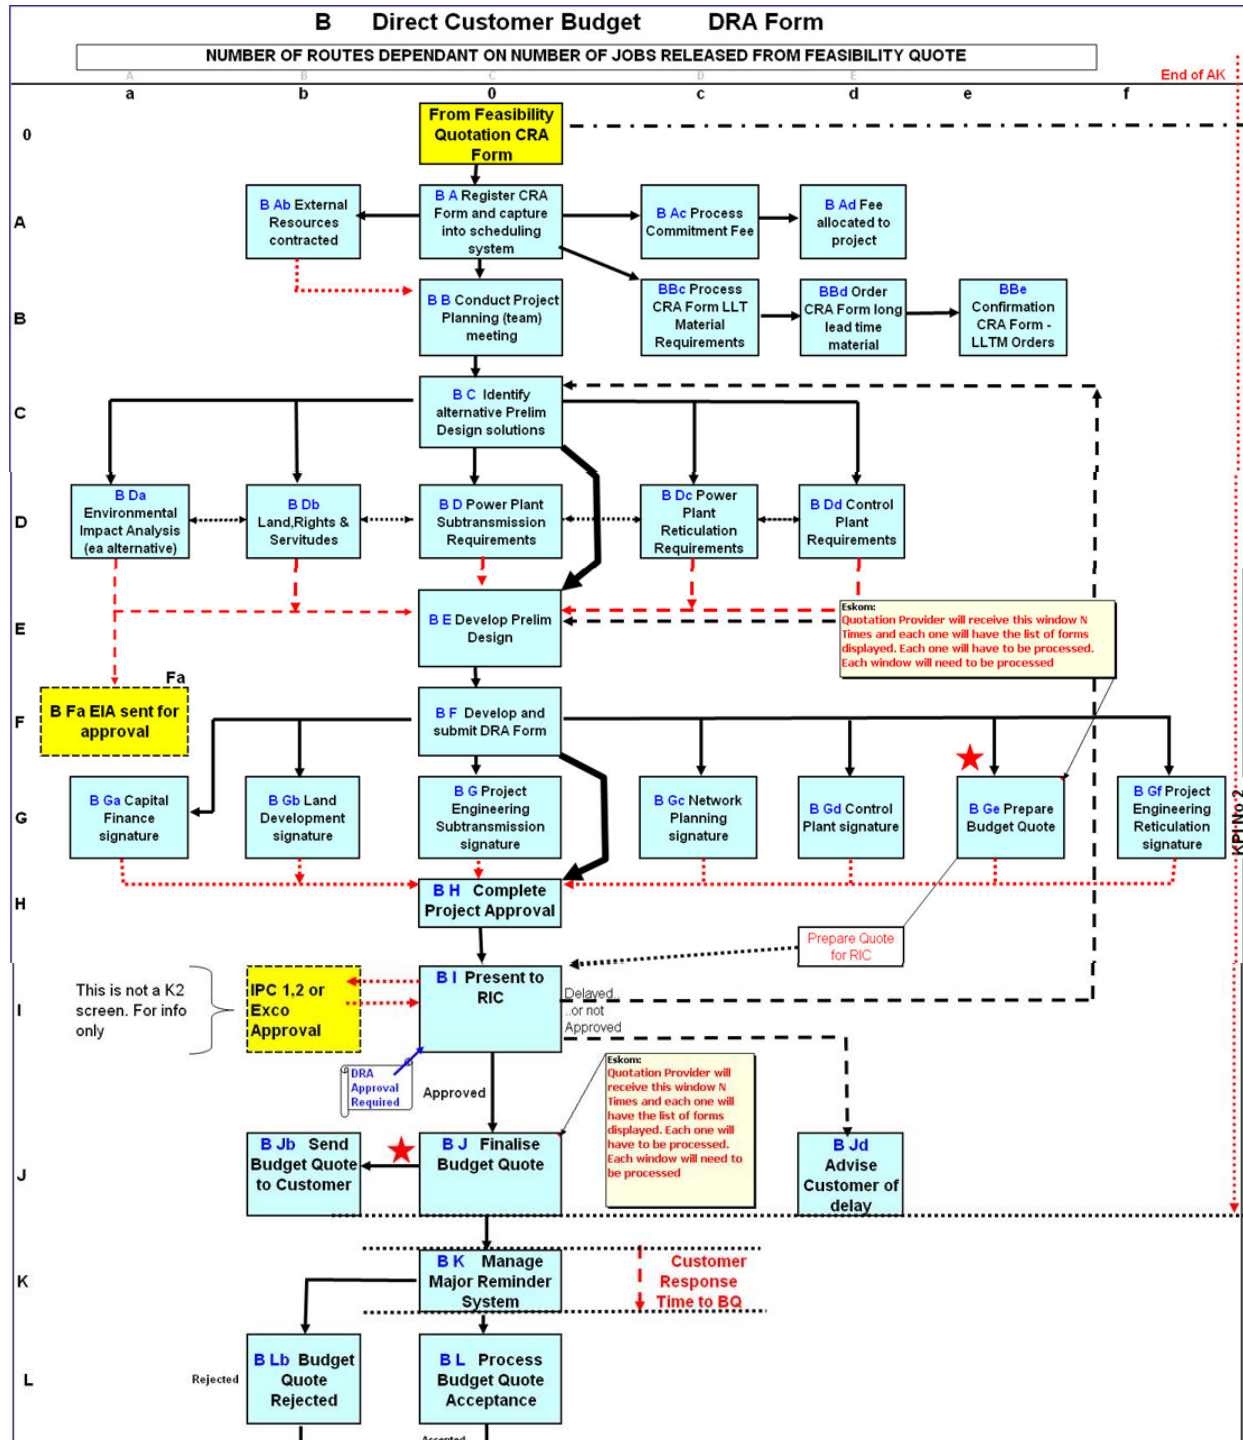 B Direct Customer Budget DRA Form
NUMBER OF ROUTES DEPENDANT ON NUMBER OF JOBS RELEASED FROM FEASIBILITY QUOTE
A B C D E
End of AK
a b 0 c d e f
0
From Feasibility
Quotation CRA
Form
A
B Ab External
Resources
contracted
B A Register CRA
Form and capture
into scheduling
system
B Ac Process
Commitment Fee
B Ad Fee
allocated to
project
B
B B Conduct Project
Planning (team)
meeting
BBc Process
CRA Form LLT
Material
Requirements
BBd Order
CRA Form long
lead time
material
BBe
Confirmation
CRA Form -
LLTM Orders
C
B C Identify
alternative Prelim
Design solutions
D
B Da
Environmental
Impact Analysis
(ea alternative)
B Db
Land,Rights &
Servitudes
B D Power Plant
Subtransmission
Requirements
B Dc Power
Plant
Reticulation
Requirements
B Dd Control
Plant
Requirements
E
B E Develop Prelim
Design
Eskom:
Quotation Provider will receive this window N
Times and each one will have the list of forms
displayed. Each one will have to be processed.
Each window will need to be processed
Fa
F
B Fa EIA sent for
approval
B F Develop and
submit DRA Form
G
B Ga Capital
Finance
signature
B Gb Land
Development
signature
B G Project
Engineering
Subtransmission
signature
B Gc Network
Planning
signature
B Gd Control
Plant signature
B Ge Prepare
Budget Quote
B Gf Project
Engineering
Reticulation
signature
KPI No 2
H
B H Complete
Project Approval
Prepare Quote
for RIC
I
This is not a K2
screen. For info
only
IPC 1,2 or
Exco
Approval
B I Present to
RIC
Delayed
..or not
Approved
DRA
Approval
Required
Approved
Eskom:
Quotation Provider will
receive this window N
Times and each one will
have the list of forms
displayed. Each one will
have to be processed.
Each window will need to
be processed
J
B Jb Send
Budget Quote
to Customer
B J Finalise
Budget Quote
B Jd
Advise
Customer of
delay
K
B K Manage
Major Reminder
System
Customer
Response
Time to BQ
L
Rejected
B Lb Budget
Quote
Rejected
B L Process
Budget Quote
Acceptance
Accepted